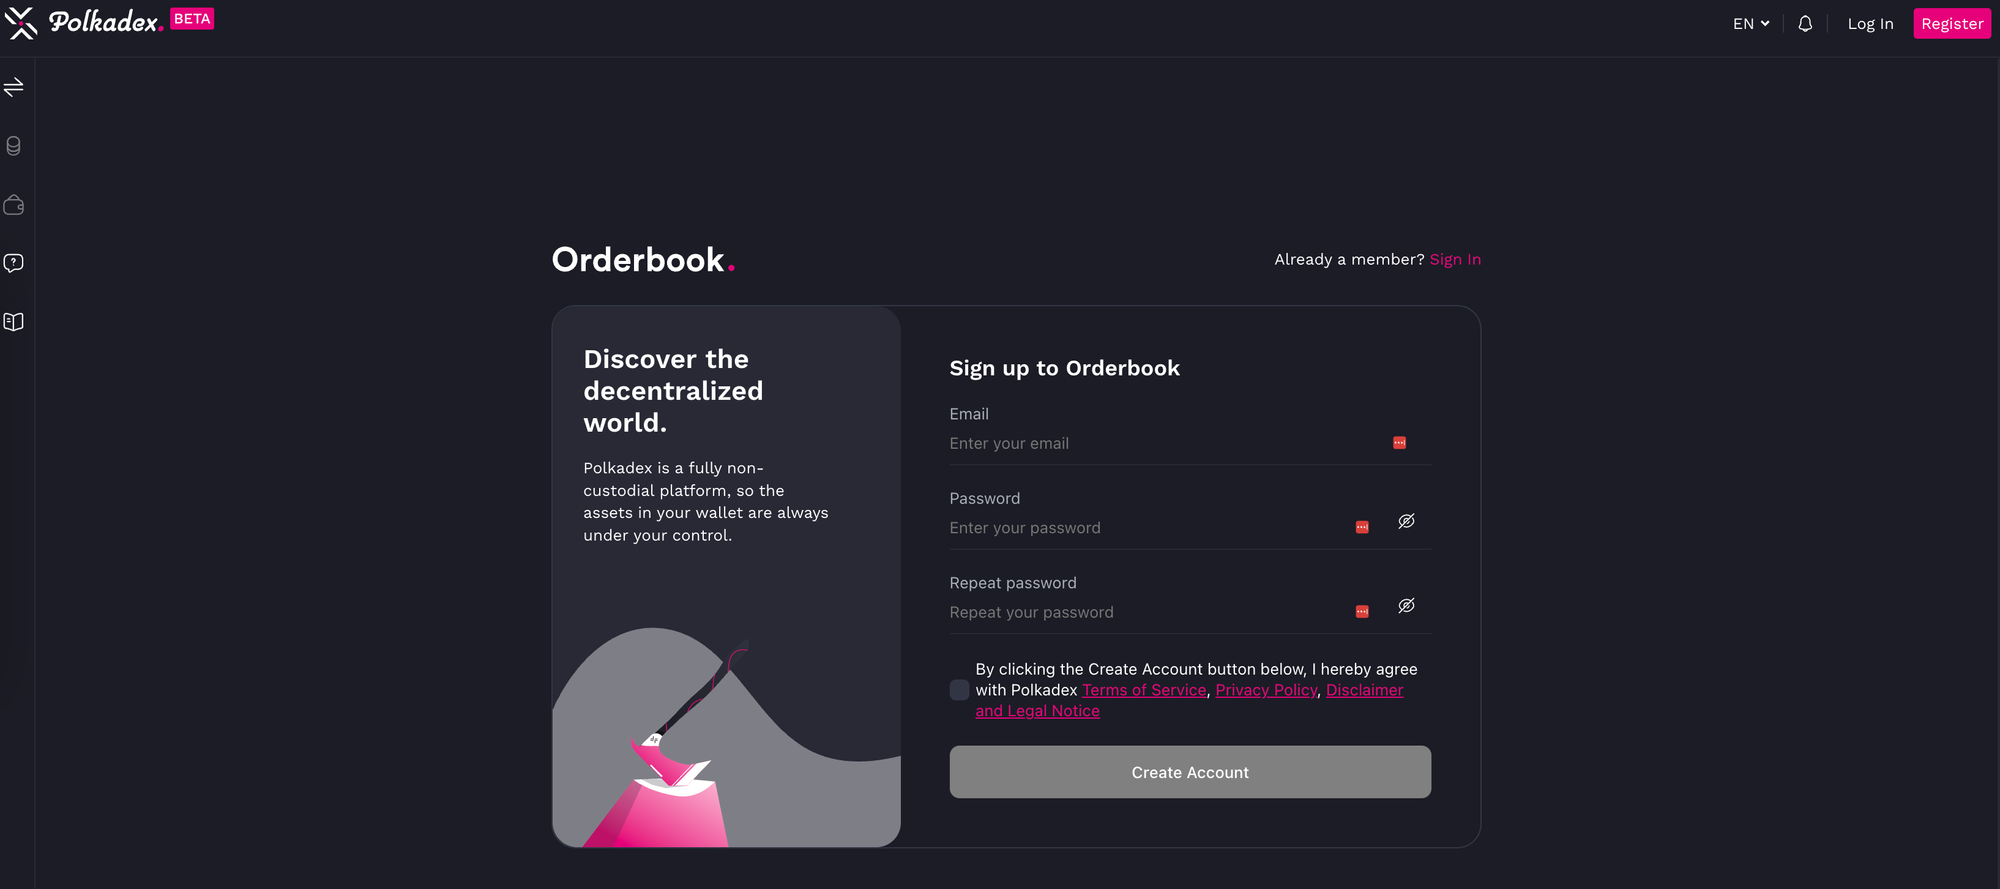 Polkadex.
BETA
EN
Log In
Register
Orderbook.
Already a member? Sign In
Discover the
decentralized
world.
Polkadex is a fully non-
custodial platform, so the
assets in your wallet are always
under your control.
Sign up to Orderbook
Email
Enter your email
Password
Enter your password
Repeat password
Repeat your password
By clicking the Create Account button below, I hereby agree
with Polkadex Terms of Service, Privacy Policy, Disclaimer
and Legal Notice
Create Account